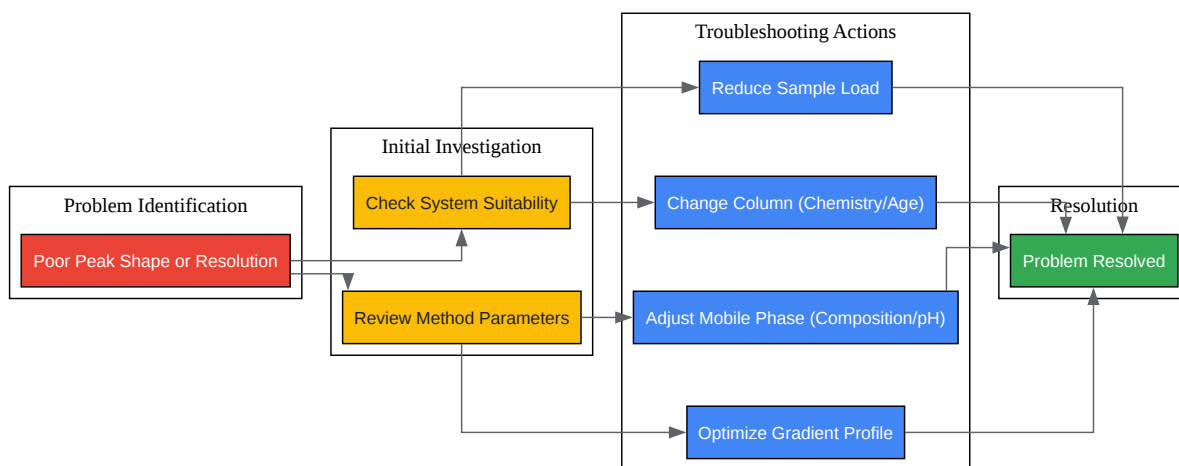 Problem Identification
Poor Peak Shape or Resolution
Initial Investigation
Check System Suitability
Review Method Parameters
Troubleshooting Actions
Reduce Sample Load
Change Column (Chemistry/Age)
Adjust Mobile Phase (Composition/pH)
Optimize Gradient Profile
Resolution
Problem Resolved